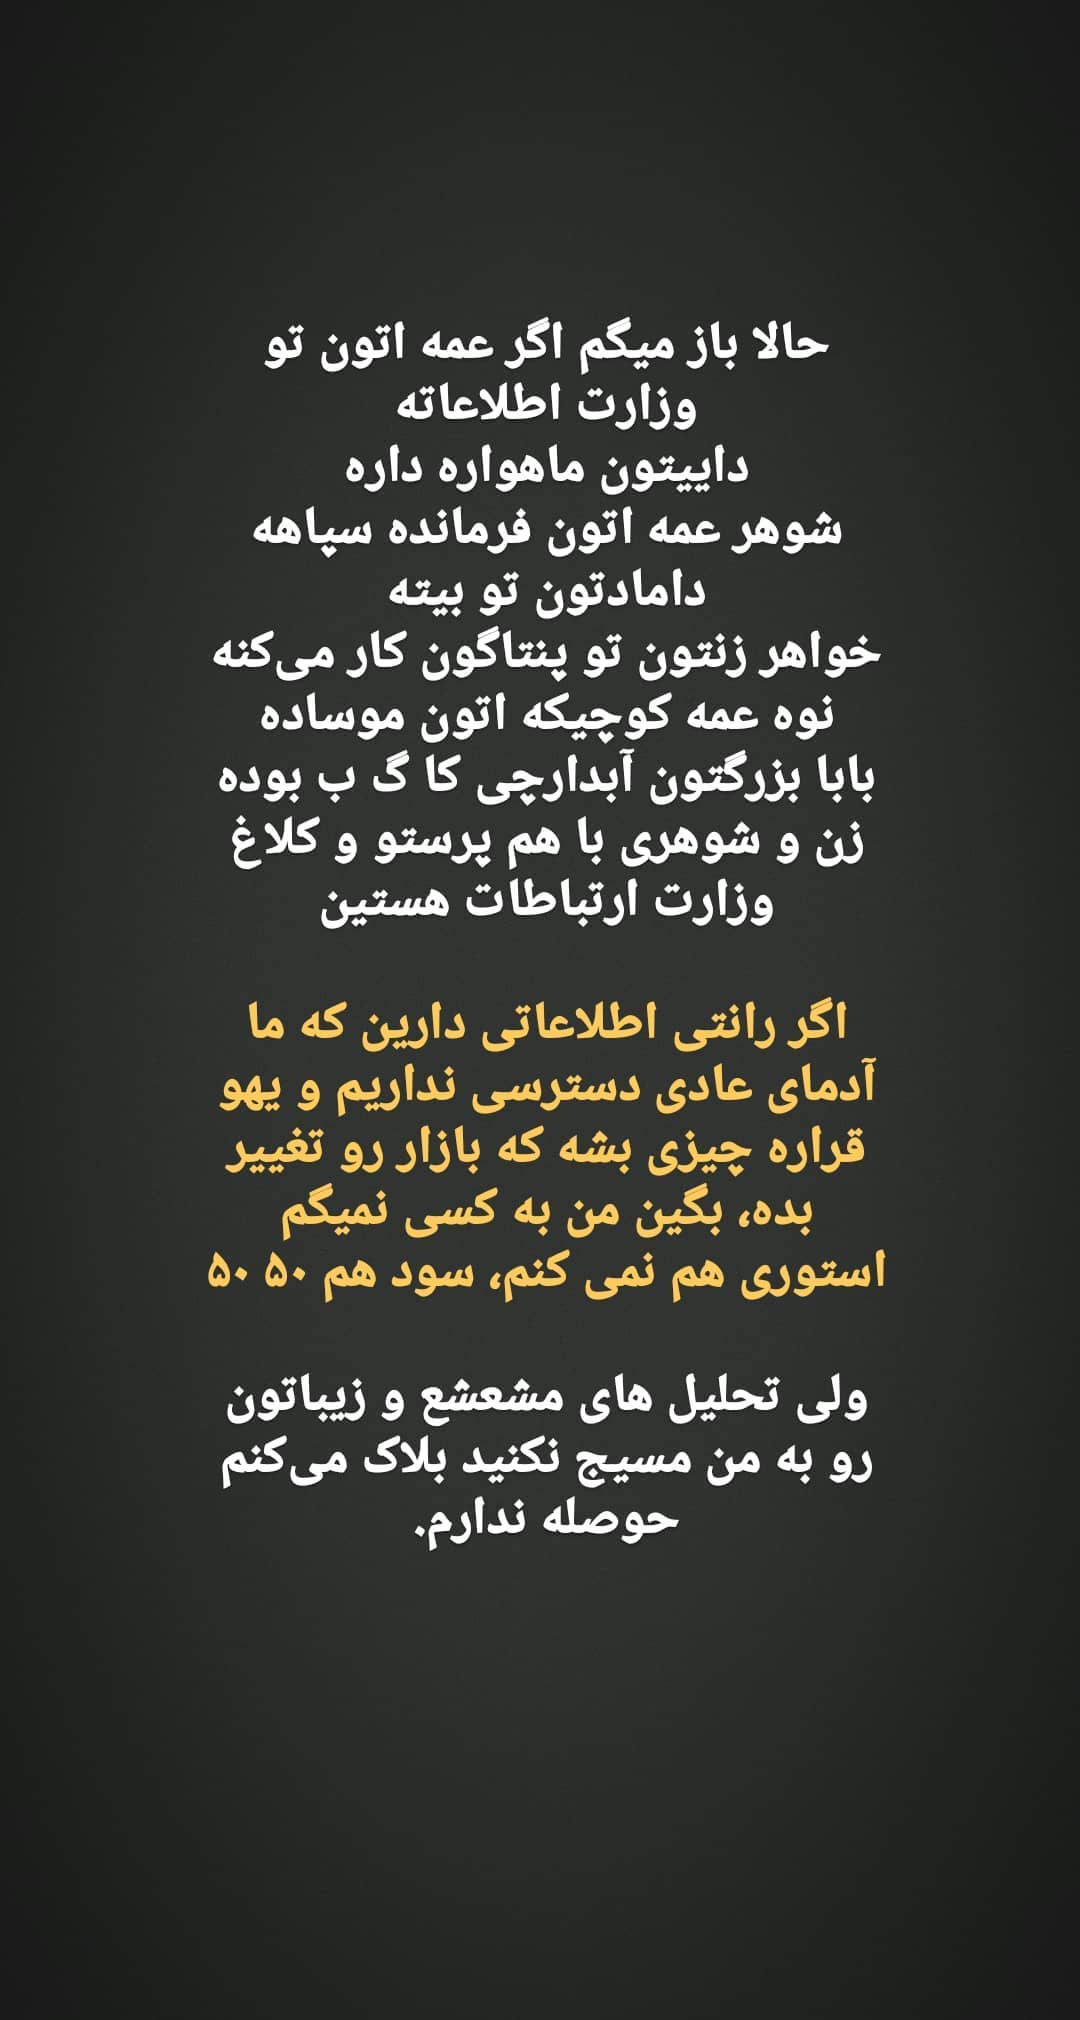 حالا باز میگم اگر عمه اتون تو
وزارت اطلاعاته
داییتون ماهواره داره
شوهر عمه اتون فرمانده سپاهه
دامادتون تو بیته
خواهر زنتون تو پنتاگون کار می‌کنه
نوه عمه کوچیکه اتون موساده
بابا بزرگتون آبدارچی کا گ ب بوده
زن و شوهری با هم پرستو و کلاغ
وزارت ارتباطات هستین
اگر رانتی اطلاعاتی دارین که ما
آدمای عادی دسترسی نداریم و یهو
قراره چیزی بشه که بازار رو تغییر
بده، بگین من به کسی نمیگم
استوری هم نمی کنم، سود هم ۵۰ ۵۰
ولی تحلیل های مشعشع و زیباتون
رو به من مسیج نکنید بلاک می‌کنم
حوصله ندارم.